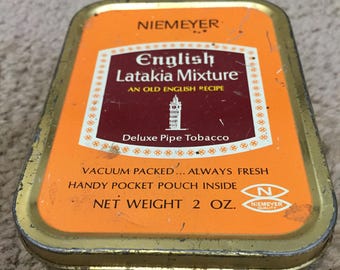 NIEMEYER
English
Latakia Mixture
AN OLD ENGLISH RECIPE
Deluxe Pipe Tobacco
VACUUM PACKED... ALWAYS FRESH
HANDY POCKET POUCH INSIDE
NET WEIGHT 2 OZ.
N
NIEMEYER